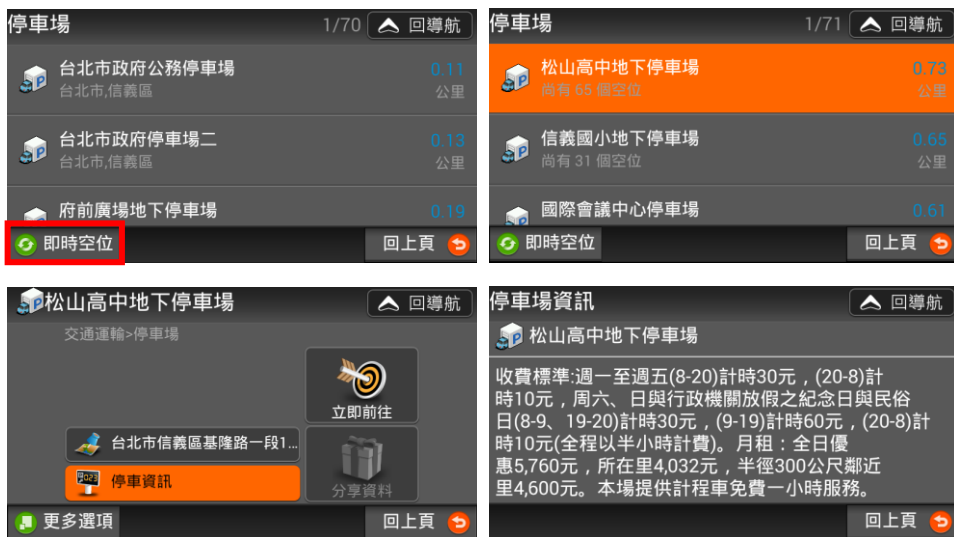 停車場 1/70 回導航
台北市政府公務停車場 0.11
台北市,信義區 公里
台北市政府停車場二 0.13
台北市,信義區 公里
府前廣場地下停車場 0.19
即時空位 回上頁
停車場 1/71 回導航
松山高中地下停車場 0.73
尚有 65 個空位 公里
信義國小地下停車場 0.65
尚有 31 個空位 公里
國際會議中心停車場 0.61
即時空位 回上頁
松山高中地下停車場 回導航
交通運輸>停車場
立即前往
台北市信義區基隆路一段1...
停車資訊
分享資料
更多選項 回上頁
停車場資訊 回導航
松山高中地下停車場
收費標準:週一至週五(8-20)計時30元，(20-8)計
時10元，周六、日與行政機關放假之紀念日與民俗
日(8-9、19-20)計時30元，(9-19)計時60元，(20-8)計
時10元(全程以半小時計費)。月租：全日優
惠5,760元，所在里4,032元，半徑300公尺鄰近
里4,600元。本場提供計程車免費一小時服務。
回上頁